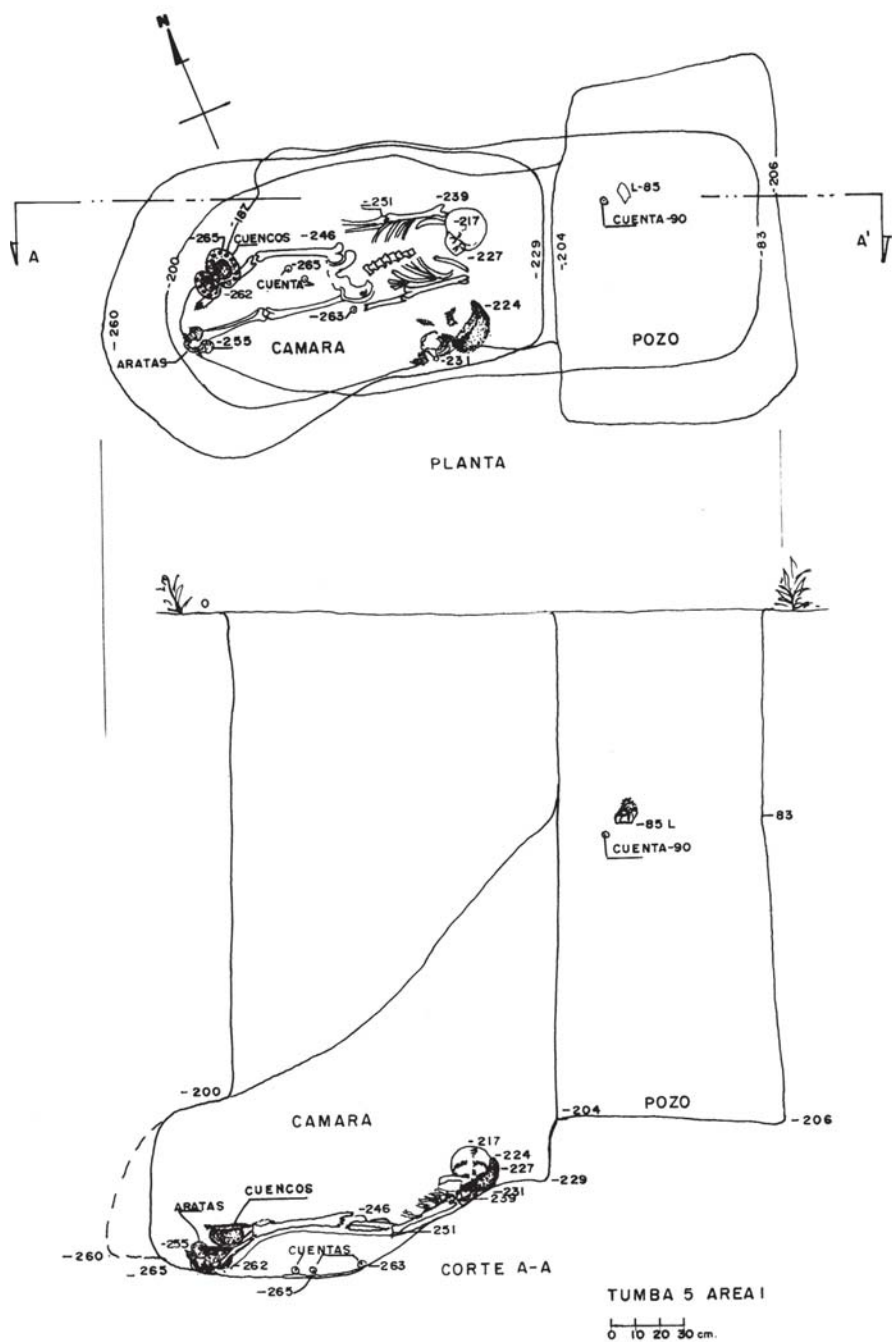 N
A
A'
-187
-265
CUENCOS
-246
-251
-239
-217
-227
L-85
CUENTA-90
-206
-200
-262
-265
CUENTA
-229
-204
-83
-260
-263
-224
ARATAS
-255
CAMARA
-231
POZO
PLANTA
0
-83
-85 L
CUENTA-90
-200
-204
POZO
-206
CAMARA
-217
-224
-227
-229
-231
-239
CUENCOS
ARATAS
-246
-251
-255
-260
-265
-262
CUENTAS
-263
-265
CORTE A-A
TUMBA 5 AREA I
0 10 20 30 cm.